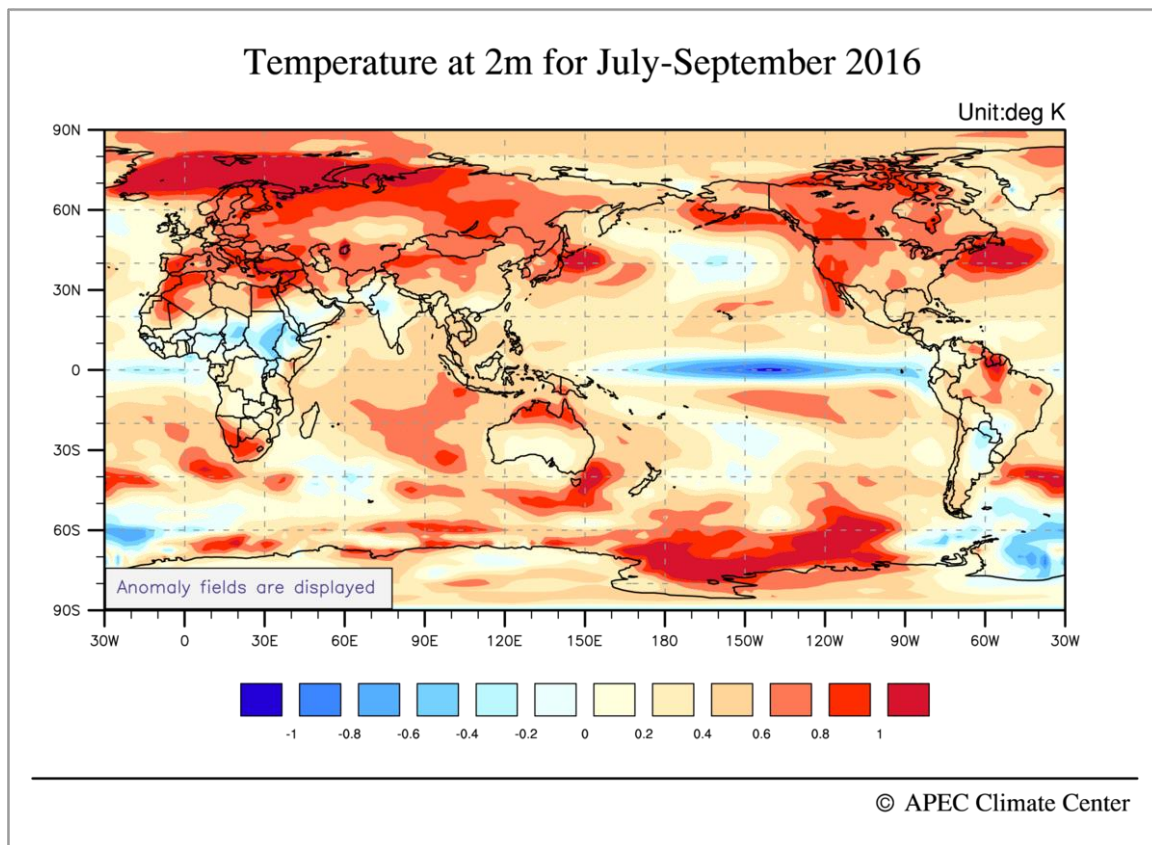 Temperature at 2m for July-September 2016
Unit:deg K
90N
60N
30N
0
30S
60S
90S
Anomaly fields are displayed
30W 0 30E 60E 90E 120E 150E 180 150W 120W 90W 60W 30W
-1 -0.8 -0.6 -0.4 -0.2 0 0.2 0.4 0.6 0.8 1
© APEC Climate Center